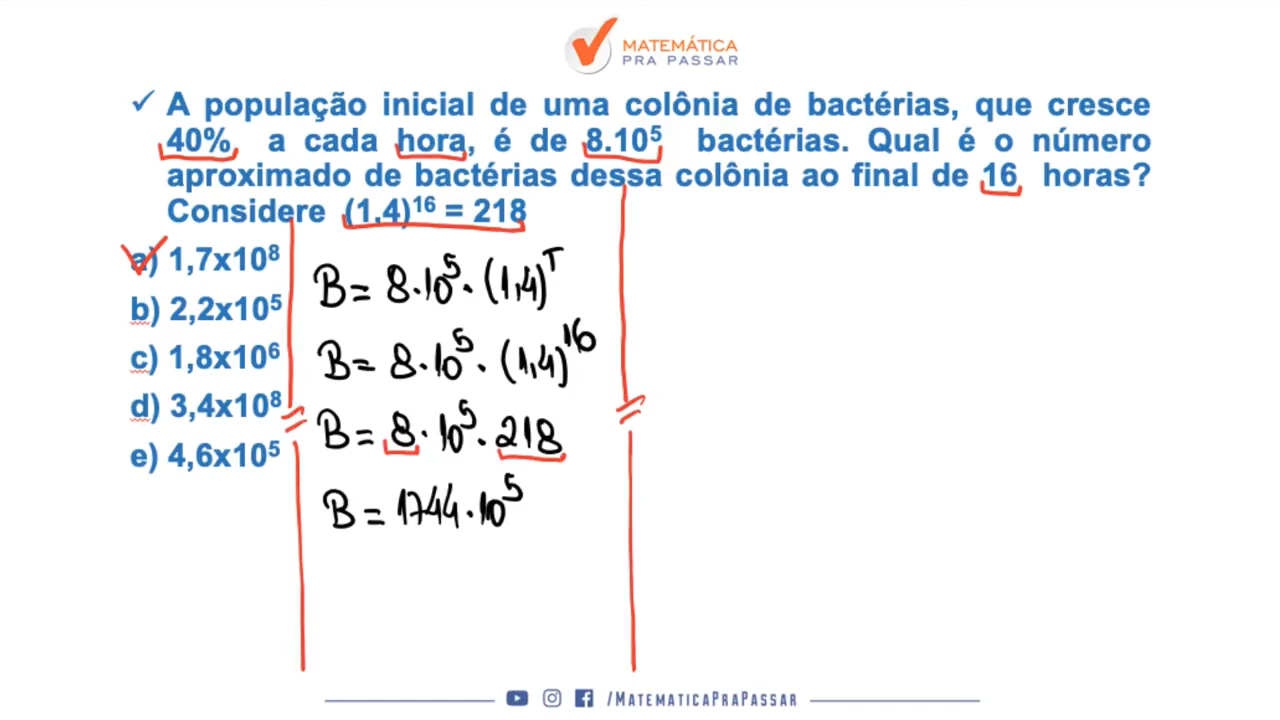 MATEMÁTICA
PRA PASSAR
✓ A população inicial de uma colônia de bactérias, que cresce
40% a cada hora, é de 8.10⁵ bactérias. Qual é o número
aproximado de bactérias dessa colônia ao final de 16 horas?
Considere (1,4)¹⁶ = 218
a) 1,7x10⁸
b) 2,2x10⁵
c) 1,8x10⁶
d) 3,4x10⁸
e) 4,6x10⁵
B = 8·10⁵·(1,4)ᵀ
B = 8·10⁵·(1,4)¹⁶
B = 8·10⁵·218
B = 1744·10⁵
/MatematicaPraPassar